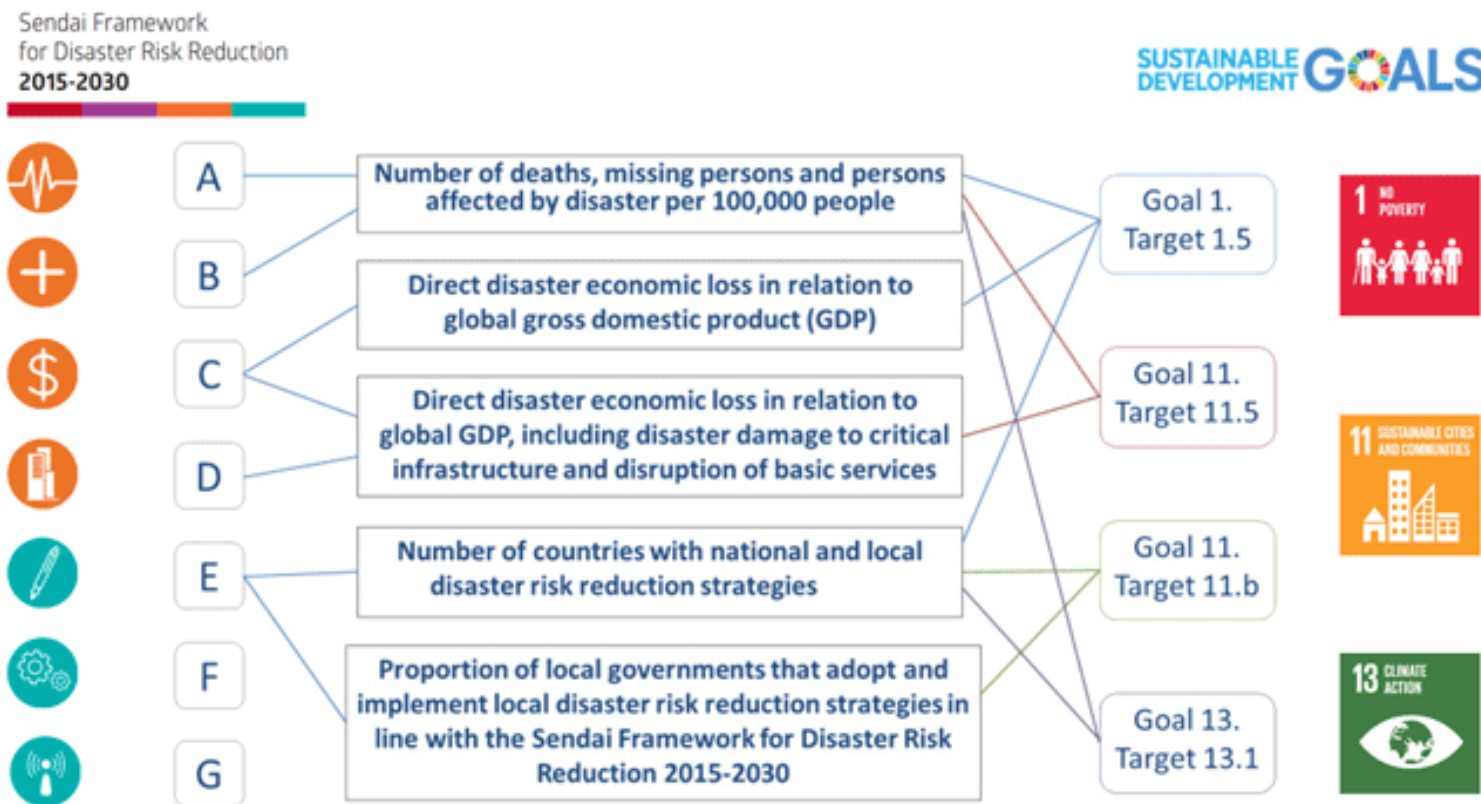 Sendai Framework
for Disaster Risk Reduction
2015-2030
SUSTAINABLE
DEVELOPMENT
GOALS
A
B
C
D
E
F
G
$
Number of deaths, missing persons and persons
affected by disaster per 100,000 people
Direct disaster economic loss in relation to
global gross domestic product (GDP)
Direct disaster economic loss in relation to
global GDP, including disaster damage to critical
infrastructure and disruption of basic services
Number of countries with national and local
disaster risk reduction strategies
Proportion of local governments that adopt and
implement local disaster risk reduction strategies in
line with the Sendai Framework for Disaster Risk
Reduction 2015-2030
Goal 1.
Target 1.5
Goal 11.
Target 11.5
Goal 11.
Target 11.b
Goal 13.
Target 13.1
1 NO
POVERTY
11 SUSTAINABLE CITIES
AND COMMUNITIES
13 CLIMATE
ACTION